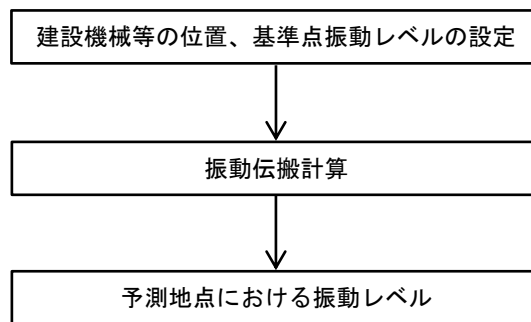 建設機械等の位置、基準点振動レベルの設定
振動伝搬計算
予測地点における振動レベル